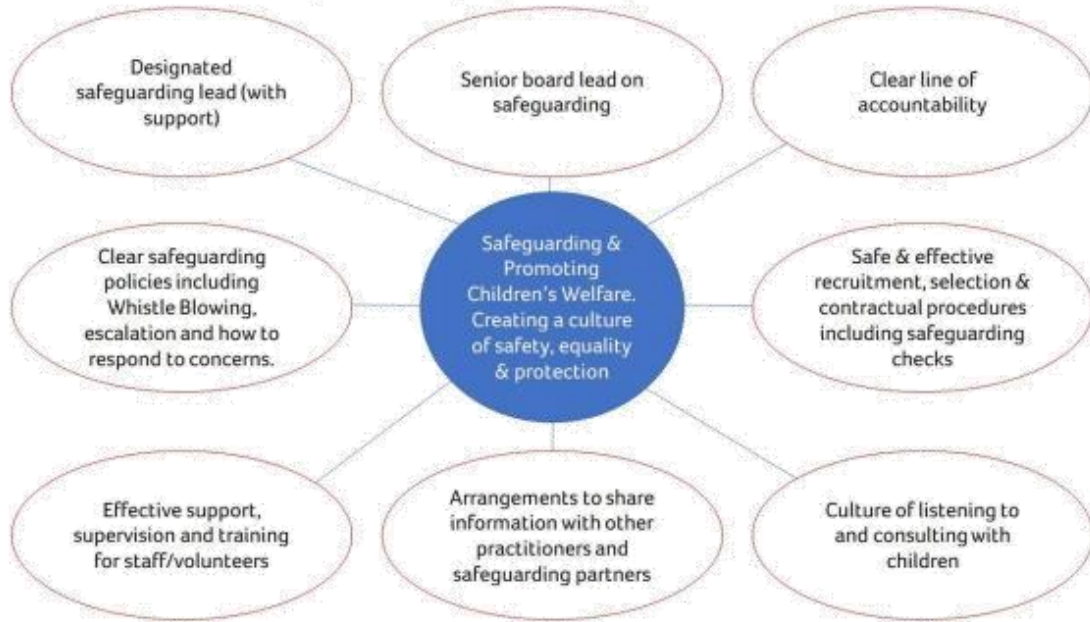 Designated
safeguarding lead (with
support)
Senior board lead on
safeguarding
Clear line of
accountability
Clear safeguarding
policies including
Whistle Blowing,
escalation and how to
respond to concerns.
Safeguarding &
Promoting
Children's Welfare.
Creating a culture
of safety, equality
& protection
Safe & effective
recruitment, selection &
contractual procedures
including safeguarding
checks
Effective support,
supervision and training
for staff/volunteers
Arrangements to share
information with other
practitioners and
safeguarding partners
Culture of listening to
and consulting with
children